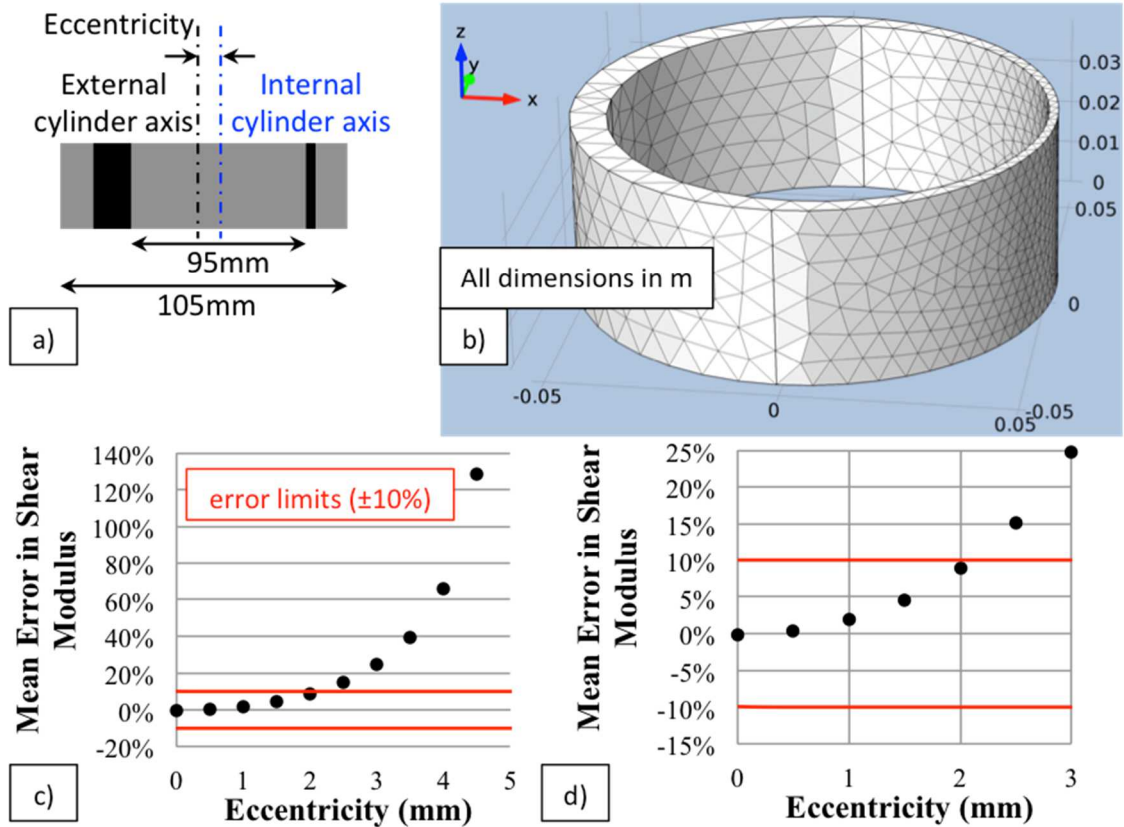 Eccentricity
External
cylinder axis
Internal
cylinder axis
95mm
105mm
a)
z
y
x
0.03
0.02
0.01
0
0.05
0
-0.05
0
0.05
-0.05
All dimensions in m
b)
Mean Error in Shear
Modulus
140%
120%
100%
80%
60%
40%
20%
0%
-20%
error limits (±10%)
0 1 2 3 4 5
Eccentricity (mm)
c)
Mean Error in Shear
Modulus
25%
20%
15%
10%
5%
0%
-5%
-10%
-15%
0 1 2 3
Eccentricity (mm)
d)